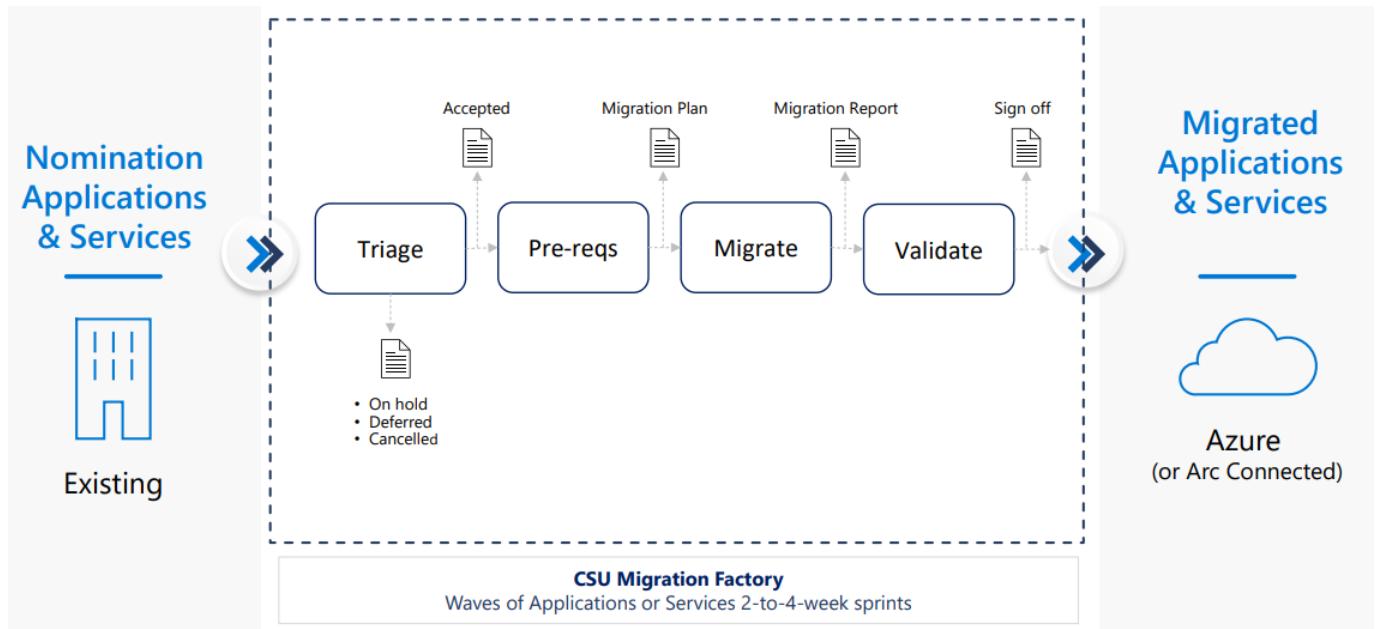 Nomination
Applications
& Services
Existing
Accepted
Migration Plan
Migration Report
Sign off
Triage
Pre-reqs
Migrate
Validate
• On hold
• Deferred
• Cancelled
CSU Migration Factory
Waves of Applications or Services 2-to-4-week sprints
Migrated
Applications
& Services
Azure
(or Arc Connected)